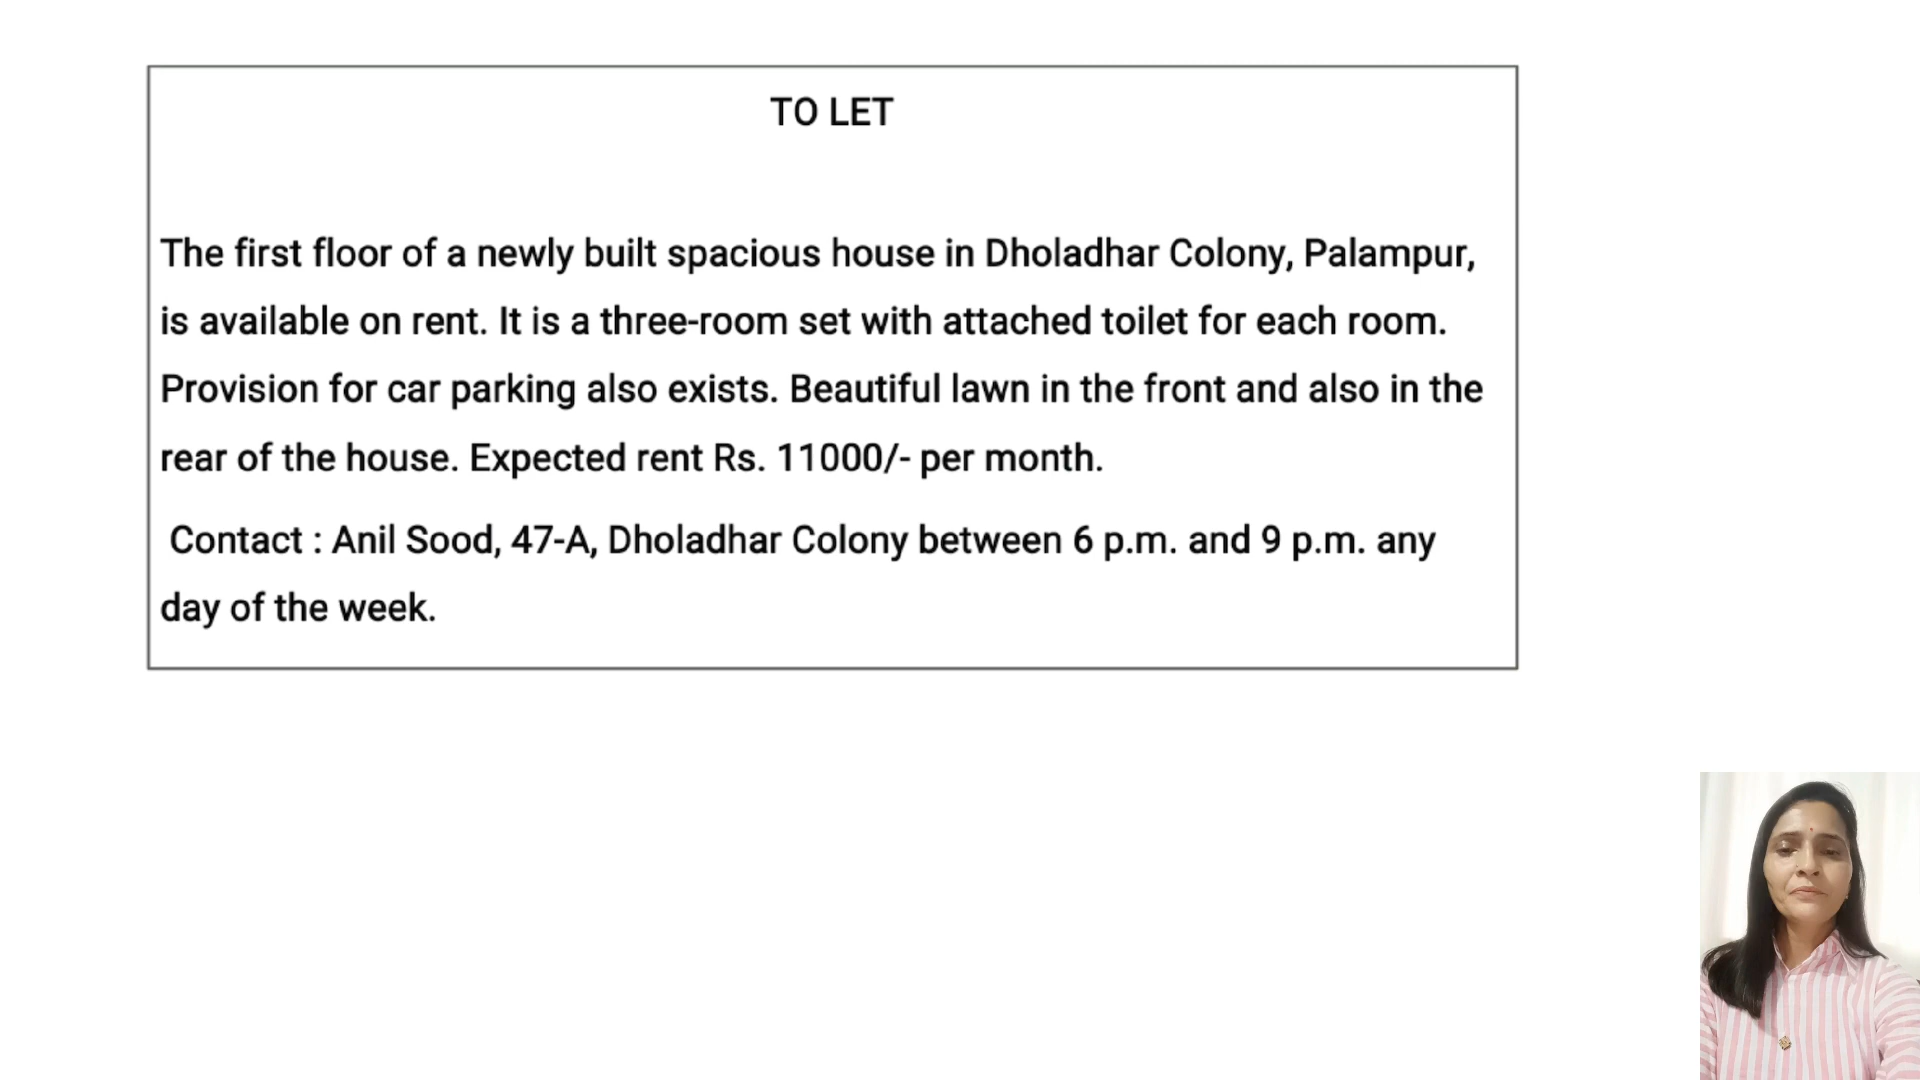 TO LET
The first floor of a newly built spacious house in Dholadhar Colony, Palampur,
is available on rent. It is a three-room set with attached toilet for each room.
Provision for car parking also exists. Beautiful lawn in the front and also in the
rear of the house. Expected rent Rs. 11000/- per month.
Contact : Anil Sood, 47-A, Dholadhar Colony between 6 p.m. and 9 p.m. any
day of the week.